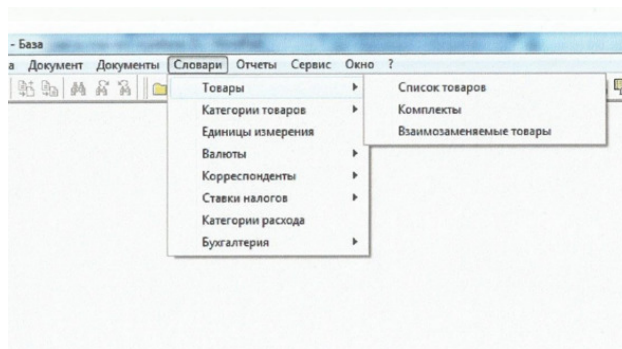 - База
а Документ Документы Словари Отчеты Сервис Окно ?
Товары
Категории товаров
Единицы измерения
Валюты
Корреспонденты
Ставки налогов
Категории расхода
Бухгалтерия
Список товаров
Комплекты
Взаимозаменяемые товары